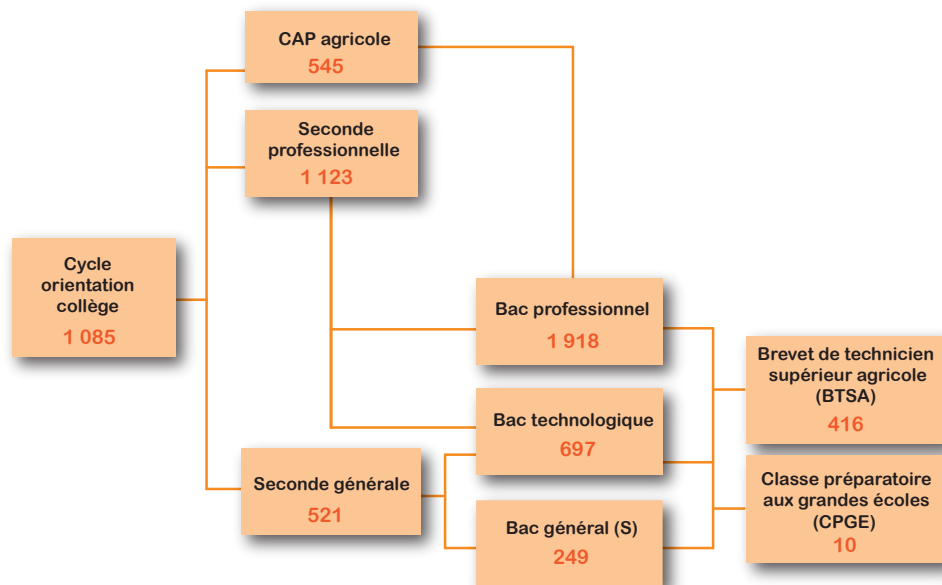 CAP agricole
545
Seconde
professionnelle
1 123
Cycle
orientation
collège
1 085
Bac professionnel
1 918
Brevet de technicien
supérieur agricole
(BTSA)
416
Bac technologique
697
Seconde générale
521
Classe préparatoire
aux grandes écoles
(CPGE)
10
Bac général (S)
249